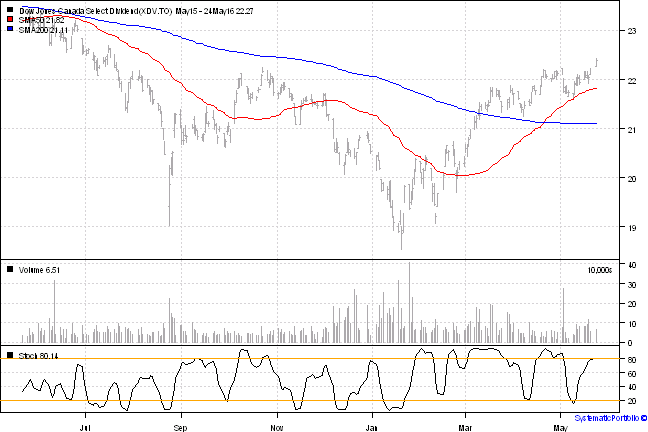 Dow Jones Canada Select Dividend(XDV.TO) May15 - 24May16 22.27
SMA50 21.82
SMA200 21.11
23
22
21
20
19
Volume 6.51
10,000s
40
30
20
10
0
Stoch 80.14
80
60
40
20
Jul Sep Nov Jan Mar May
SystematicPortfolio ©